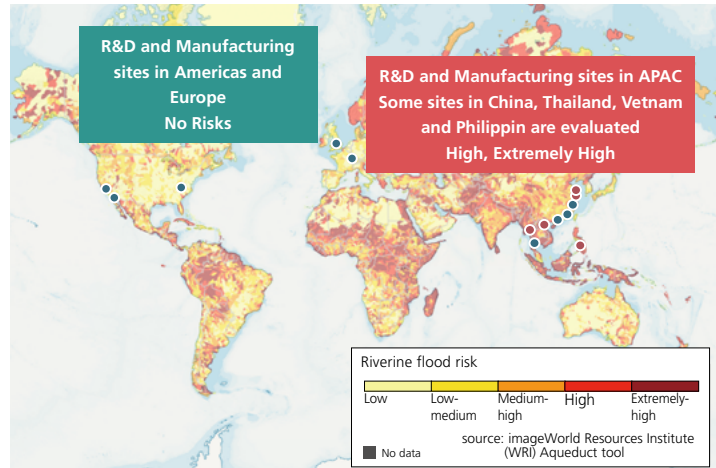 R&D and Manufacturing
sites in Americas and
Europe
No Risks
R&D and Manufacturing sites in APAC
Some sites in China, Thailand, Vetnam
and Philippin are evaluated
High, Extremely High
Riverine flood risk
Low
Low-
medium
Medium-
high
High
Extremely-
high
No data
source: imageWorld Resources Institute
(WRI) Aqueduct tool